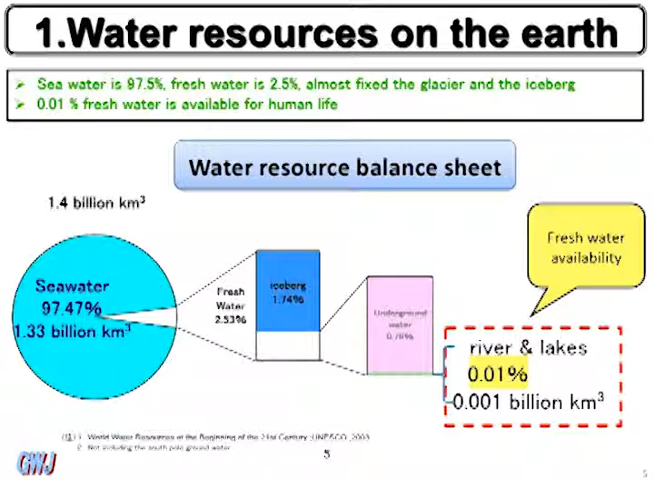 1.Water resources on the earth
➢ Sea water is 97.5%, fresh water is 2.5%, almost fixed the glacier and the iceberg
➢ 0.01 % fresh water is available for human life
Water resource balance sheet
1.4 billion km³
Seawater
97.47%
1.33 billion km³
Fresh
Water
2.53%
iceberg
1.74%
Underground
water
0.76%
Fresh water
availability
river & lakes
0.01%
0.001 billion km³
1 World Water Resources at the Beginning of the 21st Century :UNESCO, 2003
2 Not including the south pole ground water
5
GWJ
5